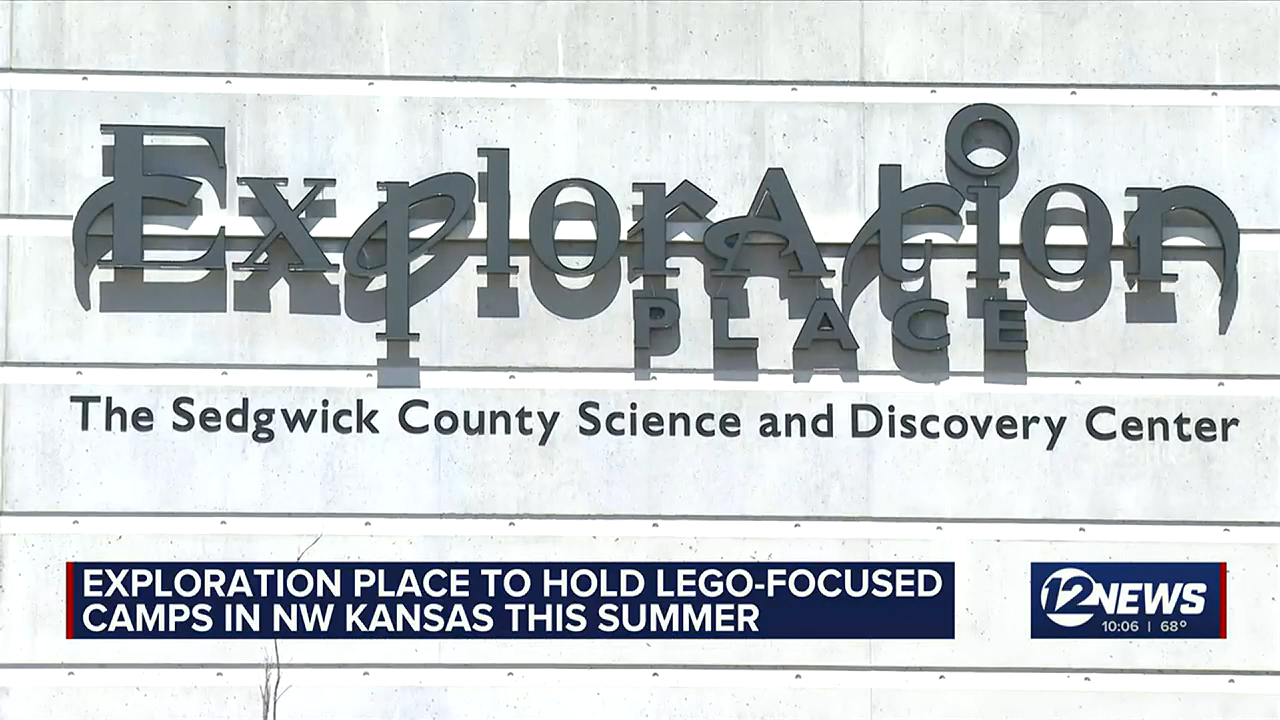 Exploration
PLACE
The Sedgwick County Science and Discovery Center
EXPLORATION PLACE TO HOLD LEGO-FOCUSED
CAMPS IN NW KANSAS THIS SUMMER
12NEWS
10:06 | 68°